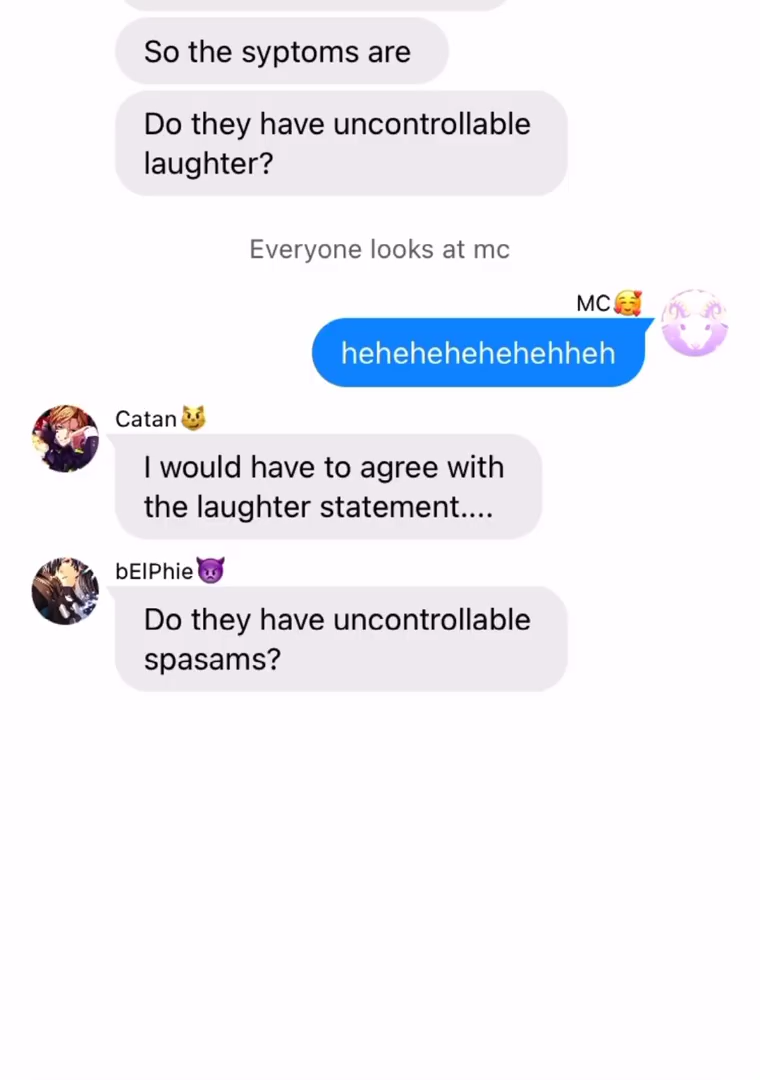 So the syptoms are
Do they have uncontrollable
laughter?
Everyone looks at mc
MC🥰
hehehehehehehheh
Catan😼
I would have to agree with
the laughter statement....
bElPhie👿
Do they have uncontrollable
spasams?